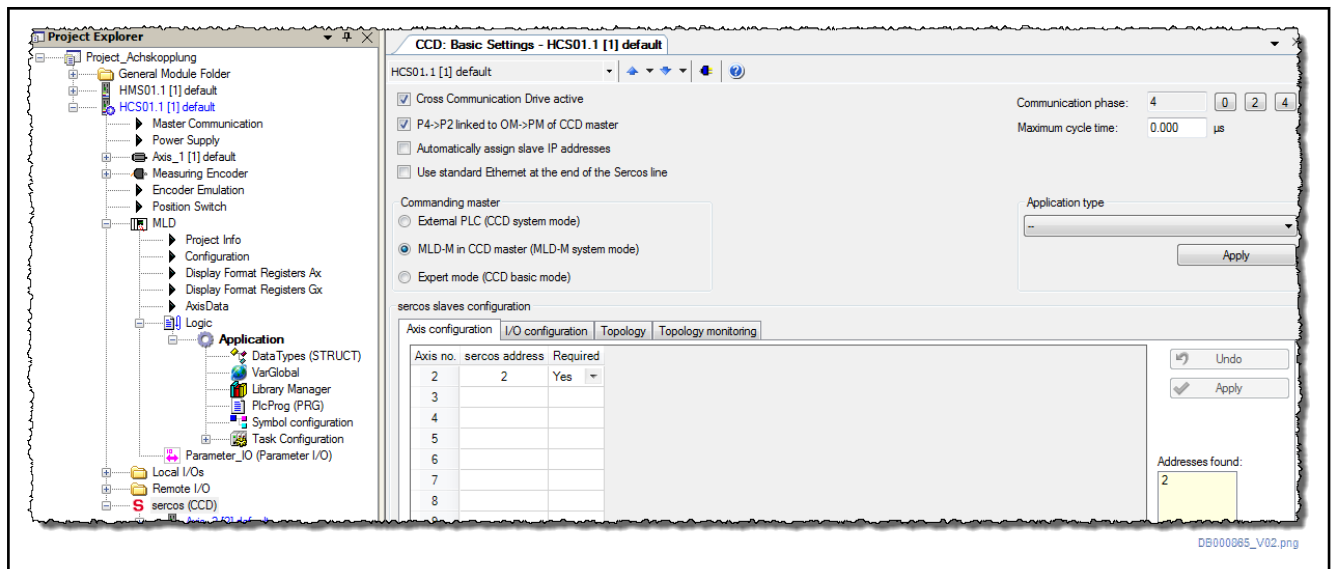 Project Explorer
Project_Achskopplung
General Module Folder
HMS01.1 [1] default
HCS01.1 [1] default
Master Communication
Power Supply
Axis_1 [1] default
Measuring Encoder
Encoder Emulation
Position Switch
MLD
Project Info
Configuration
Display Format Registers Ax
Display Format Registers Gx
AxisData
Logic
Application
DataTypes (STRUCT)
VarGlobal
Library Manager
PlcProg (PRG)
Symbol configuration
Task Configuration
Parameter_IO (Parameter I/O)
Local I/Os
Remote I/O
S sercos (CCD)
CCD: Basic Settings - HCS01.1 [1] default
HCS01.1 [1] default
Cross Communication Drive active
P4->P2 linked to OM->PM of CCD master
Automatically assign slave IP addresses
Use standard Ethernet at the end of the Sercos line
Communication phase: 4 0 2 4
Maximum cycle time: 0.000 µs
Commanding master
External PLC (CCD system mode)
MLD-M in CCD master (MLD-M system mode)
Expert mode (CCD basic mode)
Application type
--
Apply
sercos slaves configuration
Axis configuration I/O configuration Topology Topology monitoring
Axis no. sercos address Required
2 2 Yes
3
4
5
6
7
8
Undo
Apply
Addresses found:
2
DB000865_V02.png